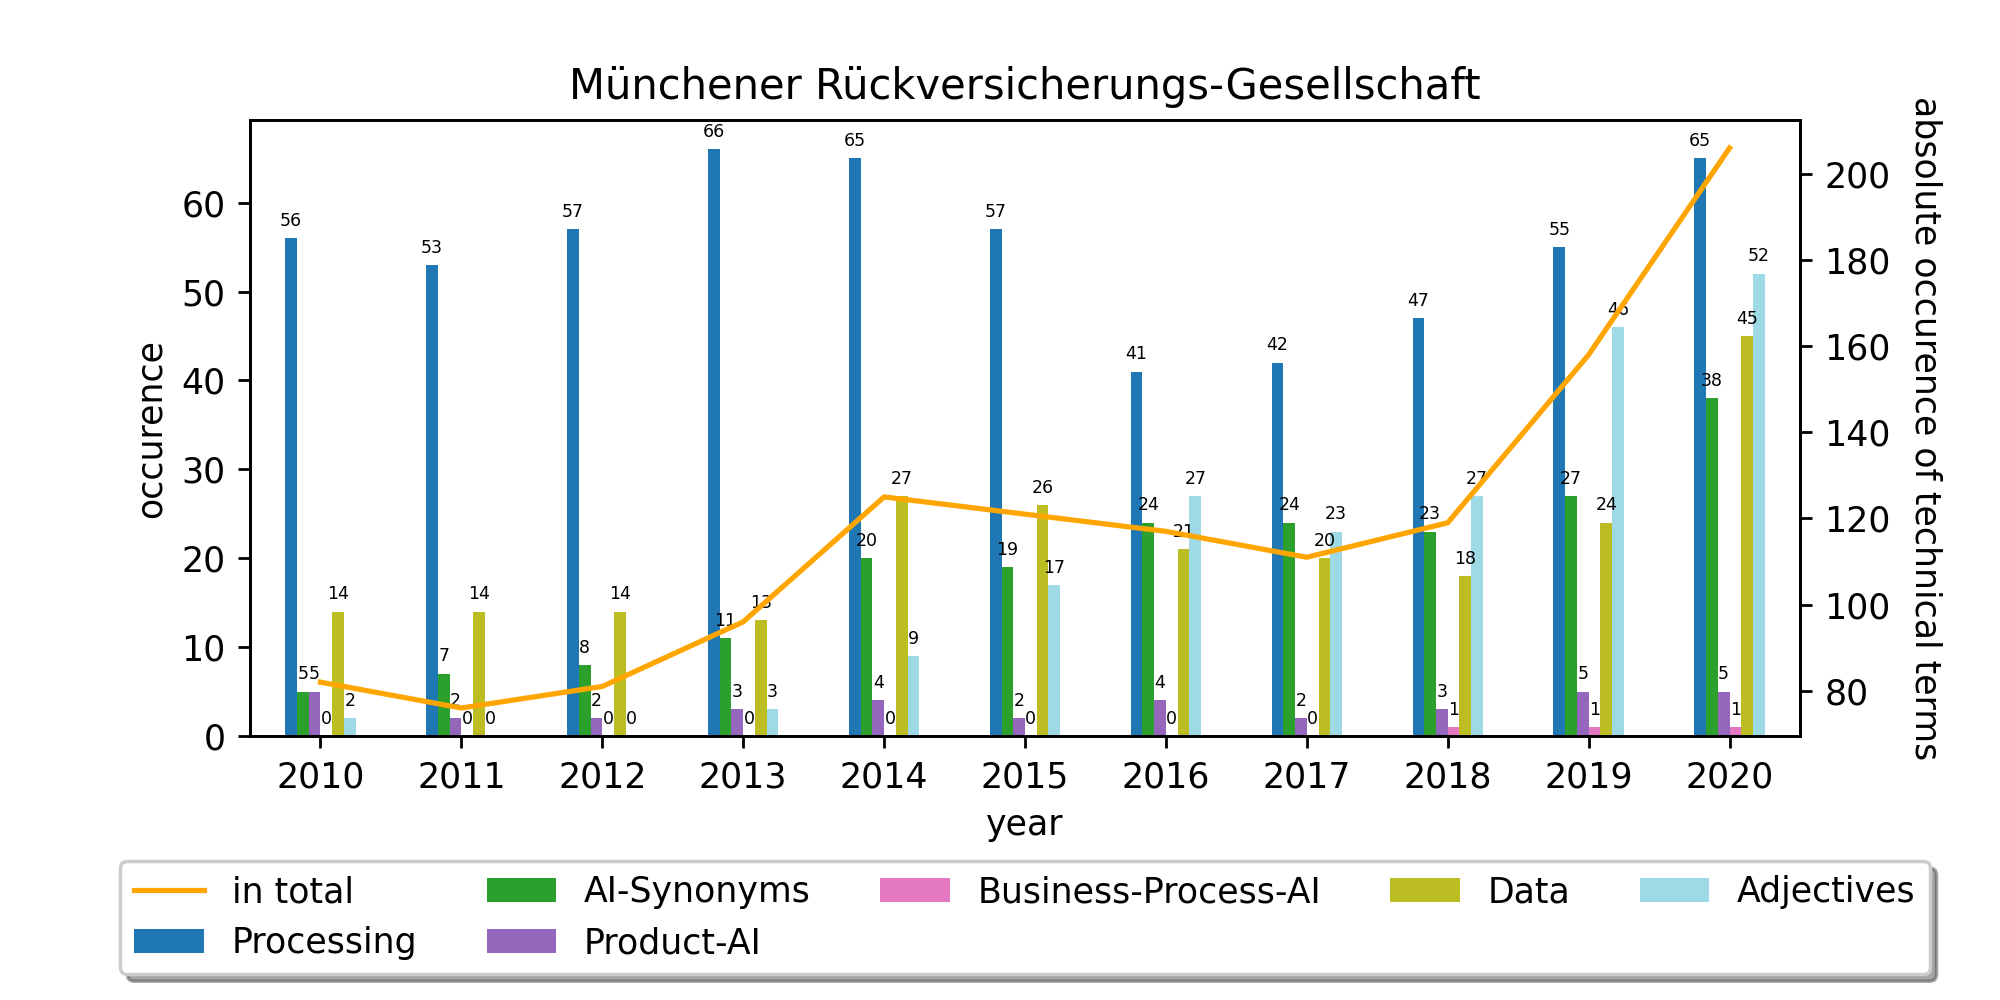 Münchener Rückversicherungs-Gesellschaft
occurence
60
50
40
30
20
10
0
56 5 5 0 14 2
53 7 2 0 14 0
57 8 2 0 14 0
66 11 3 0 13 3
65 20 4 0 27 9
57 19 2 0 26 17
41 24 4 0 21 27
42 24 2 0 20 23
47 23 3 1 18 27
55 27 5 1 24 46
65 38 5 1 45 52
200
180
160
140
120
100
80
absolute occurence of technical terms
2010 2011 2012 2013 2014 2015 2016 2017 2018 2019 2020
year
in total AI-Synonyms Business-Process-AI Data Adjectives
Processing Product-AI